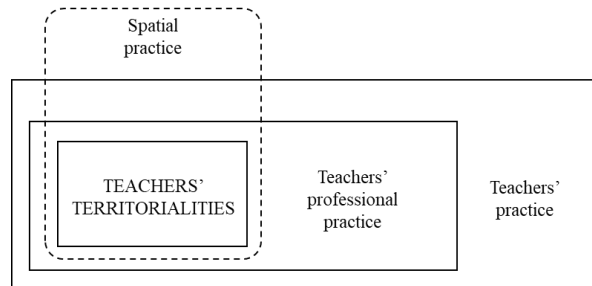 Spatial
practice
TEACHERS’
TERRITORIALITIES
Teachers’
professional
practice
Teachers’
practice